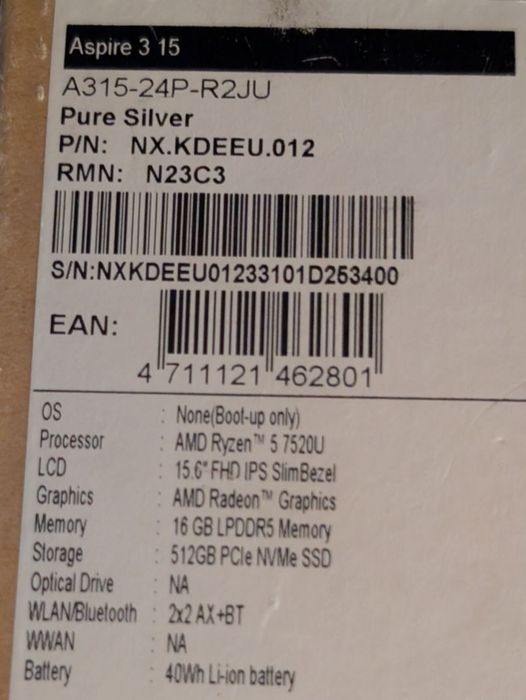 Aspire 3 15
A315-24P-R2JU
Pure Silver
P/N: NX.KDEEU.012
RMN: N23C3
S/N:NXKDEEU01233101D253400
EAN:
4 711121 462801
OS : None(Boot-up only)
Processor : AMD Ryzen™ 5 7520U
LCD : 15.6" FHD IPS SlimBezel
Graphics : AMD Radeon™ Graphics
Memory : 16 GB LPDDR5 Memory
Storage : 512GB PCIe NVMe SSD
Optical Drive : NA
WLAN/Bluetooth : 2x2 AX+BT
WWAN : NA
Battery : 40Wh Li-ion battery